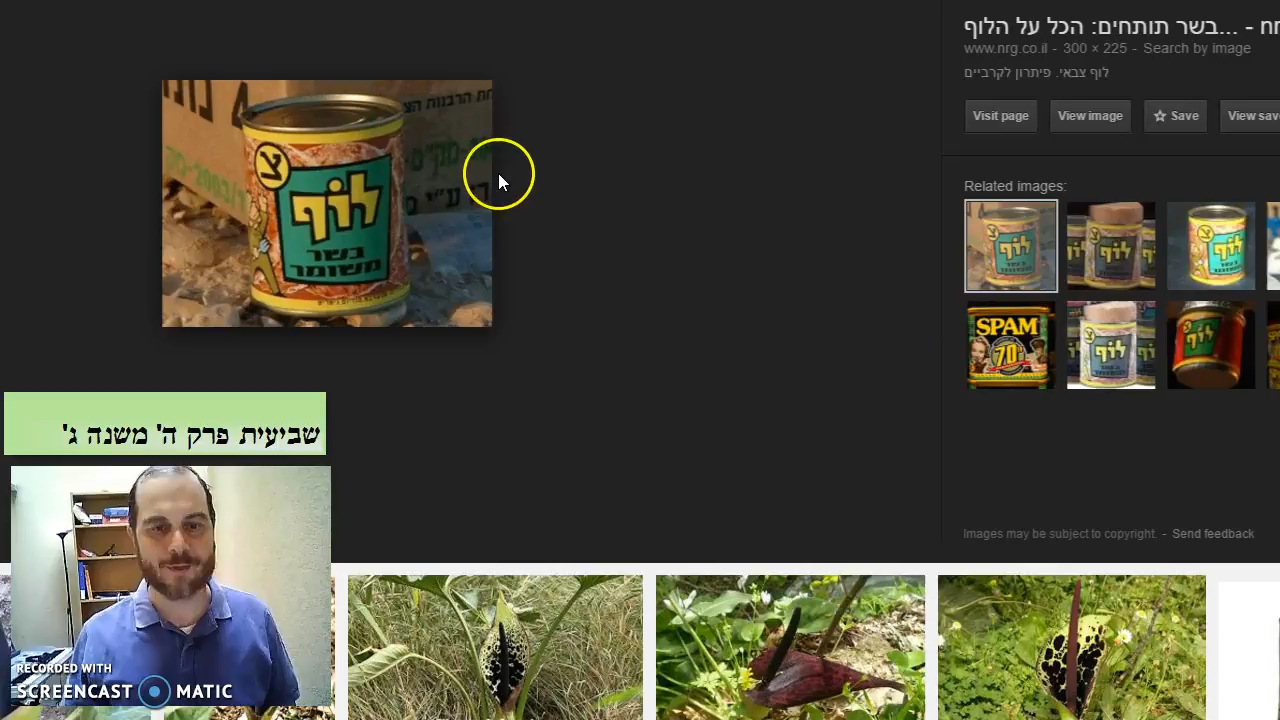 בשר תותחים: הכל על הלוף... -
www.nrg.co.il - 300 × 225 - Search by image
לוף צבאי. פיתרון לקרביים
Visit page
View image
Save
Related images:
צ
לוף
בשר
משומר
SPAM
שביעית פרק ה' משנה ג'
Images may be subject to copyright. - Send feedback
RECORDED WITH
SCREENCAST MATIC